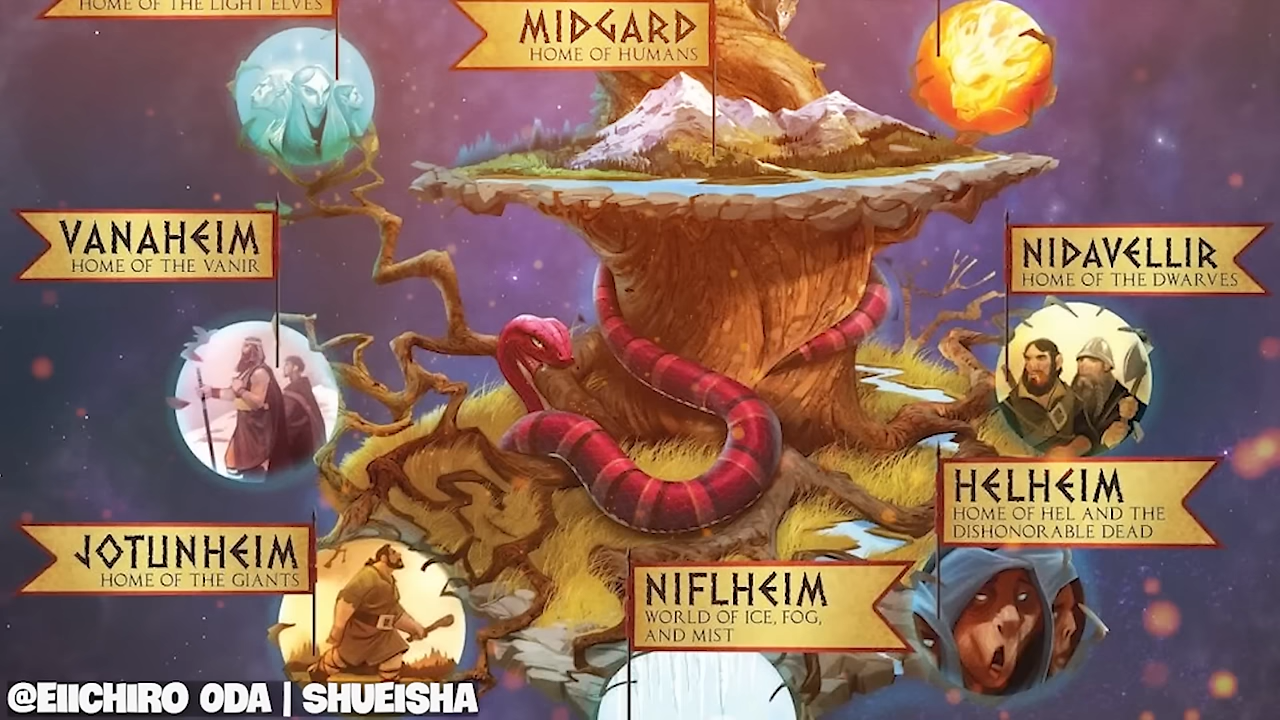 HOME OF THE LIGHT ELVES
MIDGARD
HOME OF HUMANS
VANAHEIM
HOME OF THE VANIR
NIDAVELLIR
HOME OF THE DWARVES
HELHEIM
HOME OF HEL AND THE
DISHONORABLE DEAD
JOTUNHEIM
HOME OF THE GIANTS
NIFLHEIM
WORLD OF ICE, FOG,
AND MIST
@EIICHIRO ODA | SHUEISHA